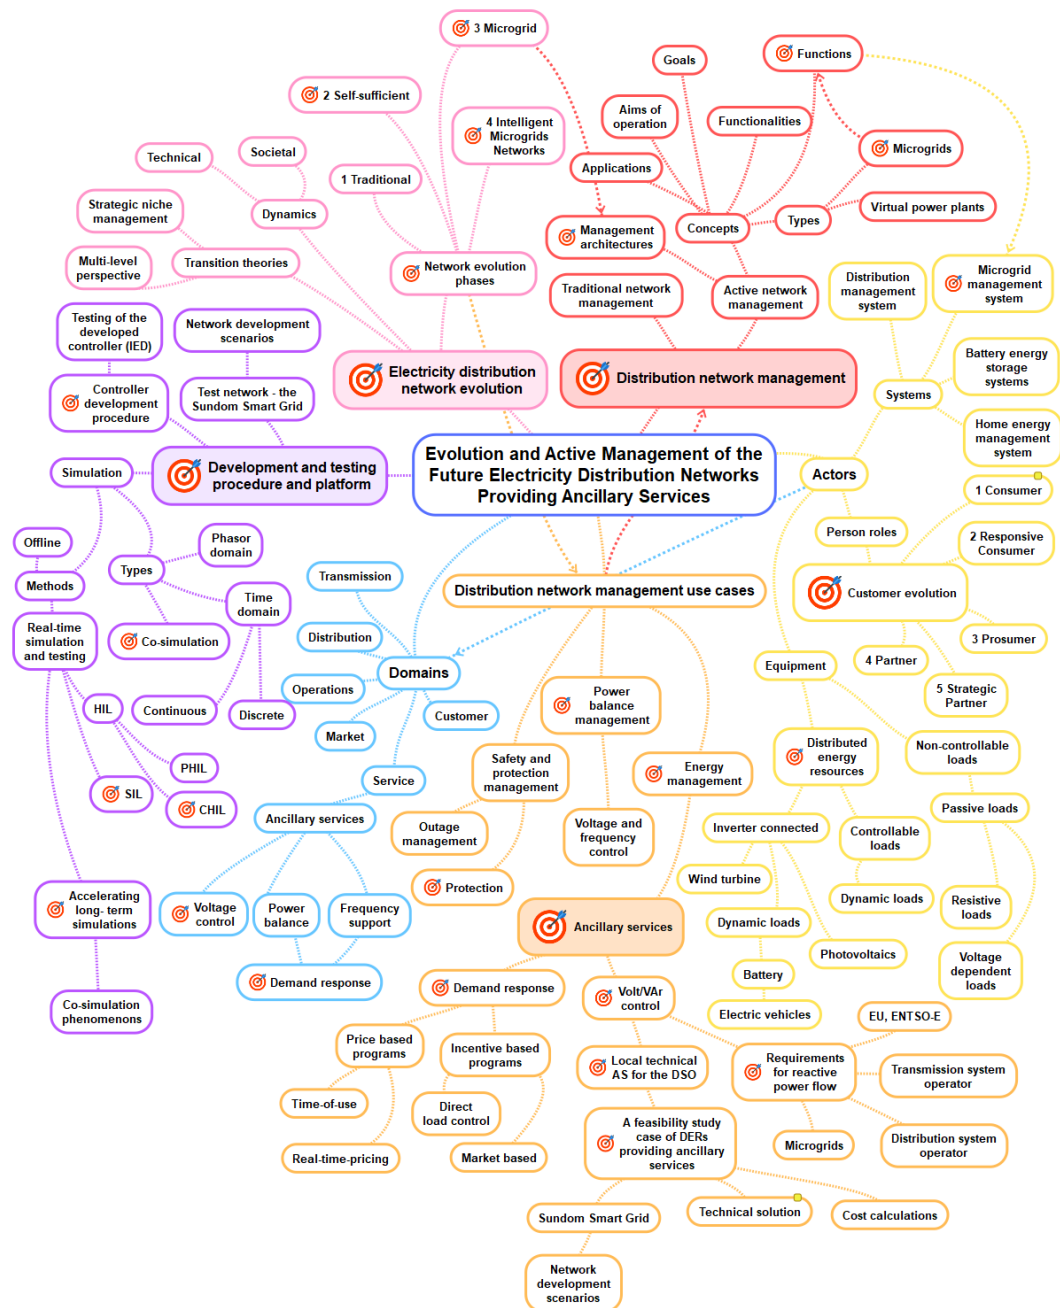 3 Microgrid
Goals
Functions
2 Self-sufficient
Aims of
operation
Functionalities
4 Intelligent
Microgrids
Networks
Technical
Societal
Applications
Microgrids
1 Traditional
Strategic niche
management
Dynamics
Virtual power plants
Types
Concepts
Management
architectures
Multi-level
perspective
Transition theories
Network evolution
phases
Traditional network
management
Active network
management
Distribution
management
system
Microgrid
management
system
Testing of the
developed
controller (IED)
Network development
scenarios
Electricity distribution
network evolution
Distribution network management
Battery energy
storage
systems
Controller
development
procedure
Test network - the
Sundom Smart Grid
Systems
Home energy
management
system
Simulation
Development and testing
procedure and platform
Evolution and Active Management of the
Future Electricity Distribution Networks
Providing Ancillary Services
Actors
1 Consumer
Offline
Phasor
domain
Person roles
2 Responsive
Consumer
Types
Methods
Transmission
Distribution network management use cases
Customer evolution
Time
domain
Real-time
simulation
and testing
Co-simulation
Distribution
3 Prosumer
Domains
Equipment
4 Partner
Operations
5 Strategic
Partner
HIL
Continuous
Discrete
Customer
Power
balance
management
Market
Distributed
energy
resources
Non-controllable
loads
PHIL
Safety and
protection
management
Energy
management
Service
SIL
CHIL
Ancillary services
Outage
management
Voltage and
frequency
control
Inverter connected
Controllable
loads
Passive loads
Protection
Wind turbine
Dynamic loads
Accelerating
long- term
simulations
Voltage
control
Power
balance
Frequency
support
Ancillary services
Dynamic loads
Resistive
loads
Photovoltaics
Voltage
dependent
loads
Demand response
Demand response
Battery
Volt/VAr
control
Electric vehicles
Co-simulation
phenomenons
EU, ENTSO-E
Price based
programs
Incentive based
programs
Local technical
AS for the DSO
Requirements
for reactive
power flow
Transmission system
operator
Time-of-use
Direct
load control
A feasibility study
case of DERs
providing ancillary
services
Microgrids
Distribution system
operator
Real-time-pricing
Market based
Sundom Smart Grid
Technical solution
Cost calculations
Network
development
scenarios